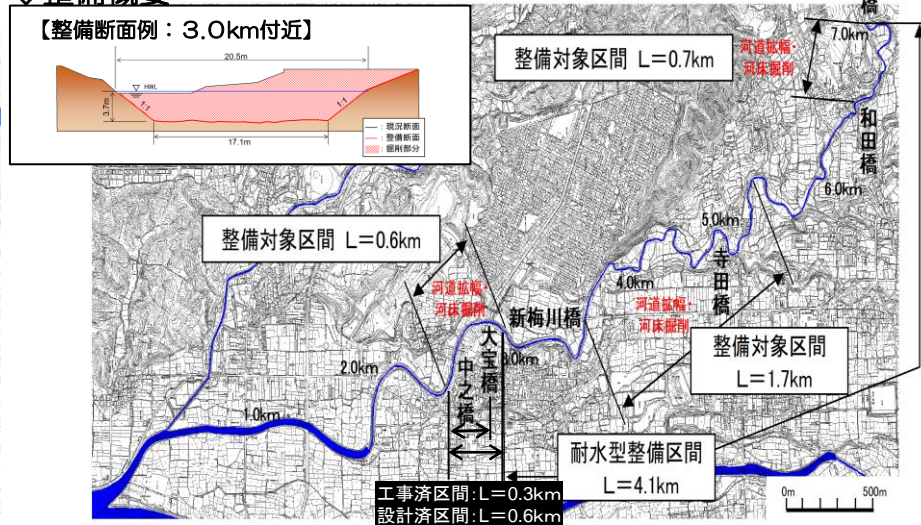 【整備断面例：3.0km付近】
20.5m
HWL
1:1
1:1
3.7m
17.1m
：現況断面
：整備断面
：掘削部分
整備対象区間 L＝0.7km
河道拡幅・
河床掘削
橋
7.0km
和田橋
6.0km
整備対象区間 L＝0.6km
河道拡幅・
河床掘削
5.0km
寺田橋
4.0km
河道拡幅・
河床掘削
新梅川橋
3.0km
大宝橋
中之橋
2.0km
1.0km
整備対象区間
L＝1.7km
耐水型整備区間
L＝4.1km
工事済区間:L＝0.3km
設計済区間:L＝0.6km
0m
500m